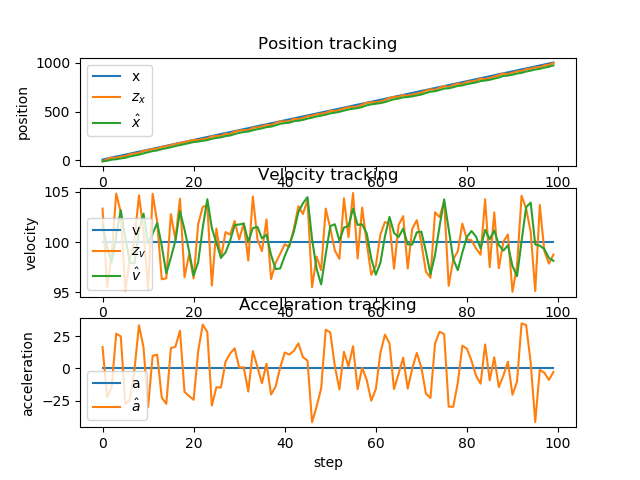 Position tracking
1000
500
0
position
x
z_x
x̂
0 20 40 60 80 100
Velocity tracking
105
100
95
velocity
v
z_v
v̂
0 20 40 60 80 100
Acceleration tracking
25
0
−25
acceleration
a
â
0 20 40 60 80 100
step